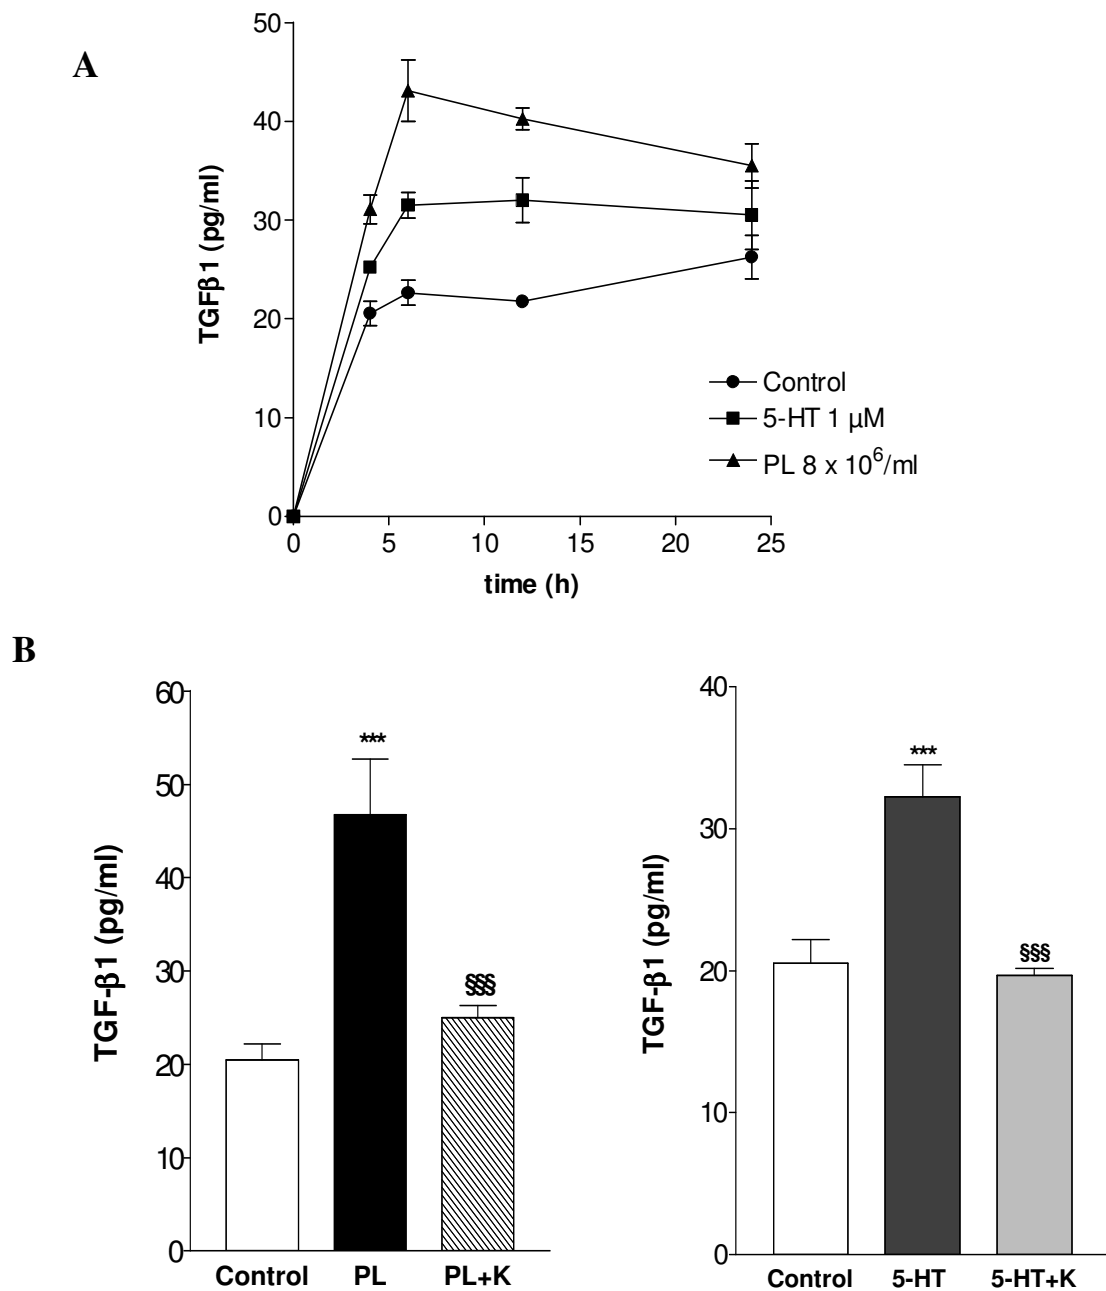 A
TGFβ1 (pg/ml)
50
40
30
20
10
0
0 5 10 15 20 25
time (h)
Control
5-HT 1 µM
PL 8 x 10⁶/ml
B
TGF-β1 (pg/ml)
60
50
40
30
20
10
0
***
§§§
Control PL PL+K
TGF-β1 (pg/ml)
40
30
20
10
0
***
§§§
Control 5-HT 5-HT+K